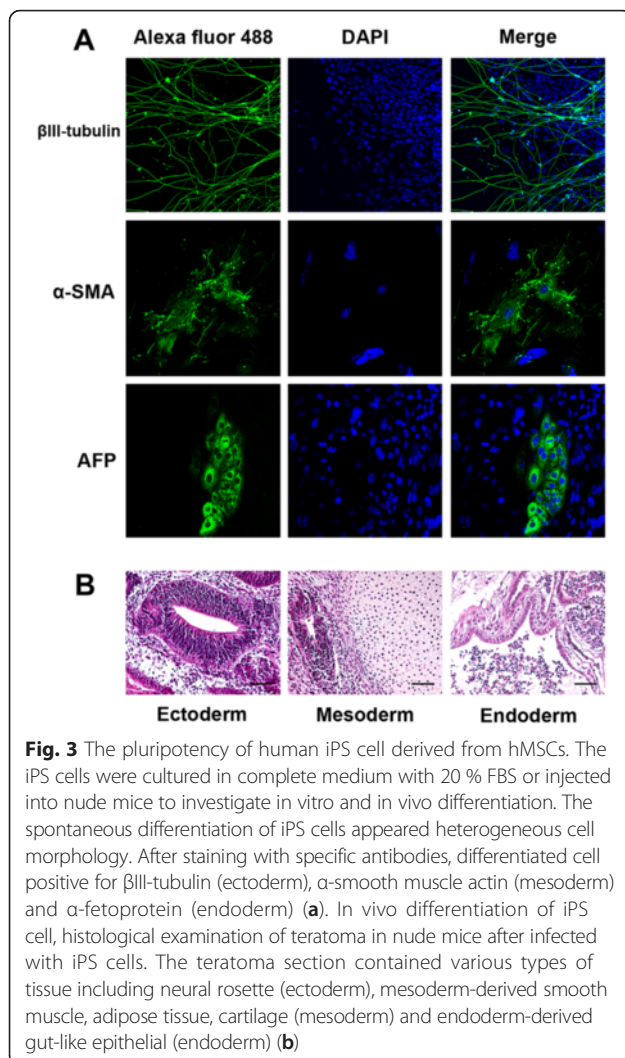 A
Alexa fluor 488 DAPI Merge
βIII-tubulin
α-SMA
AFP
B
Ectoderm Mesoderm Endoderm
Fig. 3 The pluripotency of human iPS cell derived from hMSCs. The
iPS cells were cultured in complete medium with 20 % FBS or injected
into nude mice to investigate in vitro and in vivo differentiation. The
spontaneous differentiation of iPS cells appeared heterogeneous cell
morphology. After staining with specific antibodies, differentiated cell
positive for βIII-tubulin (ectoderm), α-smooth muscle actin (mesoderm)
and α-fetoprotein (endoderm) (a). In vivo differentiation of iPS
cell, histological examination of teratoma in nude mice after infected
with iPS cells. The teratoma section contained various types of
tissue including neural rosette (ectoderm), mesoderm-derived smooth
muscle, adipose tissue, cartilage (mesoderm) and endoderm-derived
gut-like epithelial (endoderm) (b)